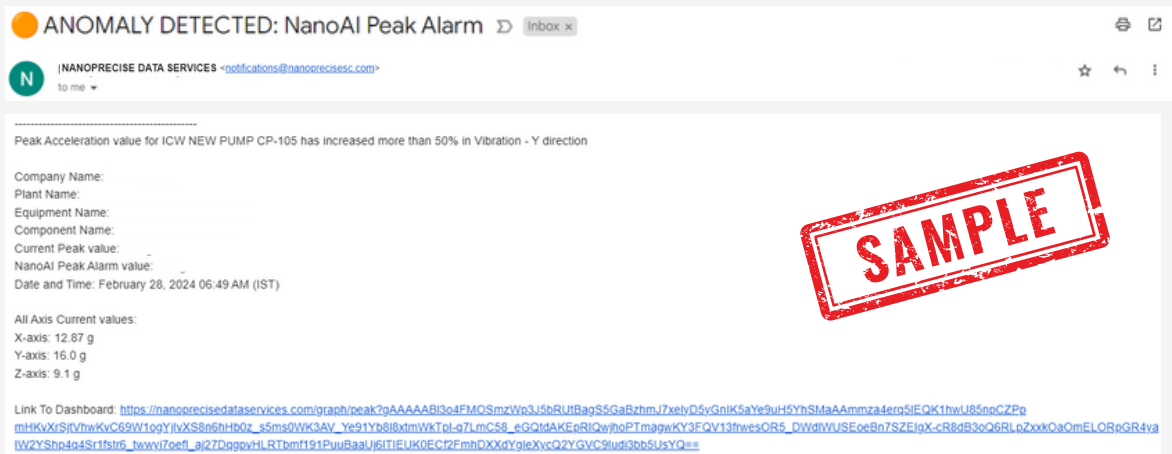 ANOMALY DETECTED: NanoAI Peak Alarm Inbox ×
N
NANOPRECISE DATA SERVICES <notifications@nanoprecisesc.com>
to me
----------------------------------------------
Peak Acceleration value for ICW NEW PUMP CP-105 has increased more than 50% in Vibration - Y direction
Company Name:
Plant Name:
Equipment Name:
Component Name:
Current Peak value:
NanoAI Peak Alarm value:
Date and Time: February 28, 2024 06:49 AM (IST)
SAMPLE
All Axis Current values:
X-axis: 12.87 g
Y-axis: 16.0 g
Z-axis: 9.1 g
Link To Dashboard: